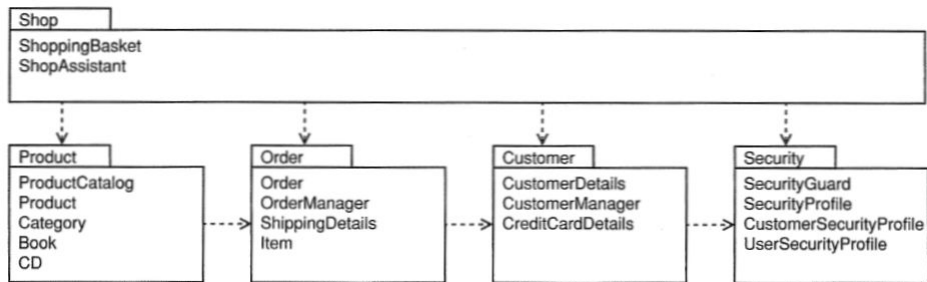 Shop
ShoppingBasket
ShopAssistant
Product
ProductCatalog
Product
Category
Book
CD
Order
Order
OrderManager
ShippingDetails
Item
Customer
CustomerDetails
CustomerManager
CreditCardDetails
Security
SecurityGuard
SecurityProfile
CustomerSecurityProfile
UserSecurityProfile